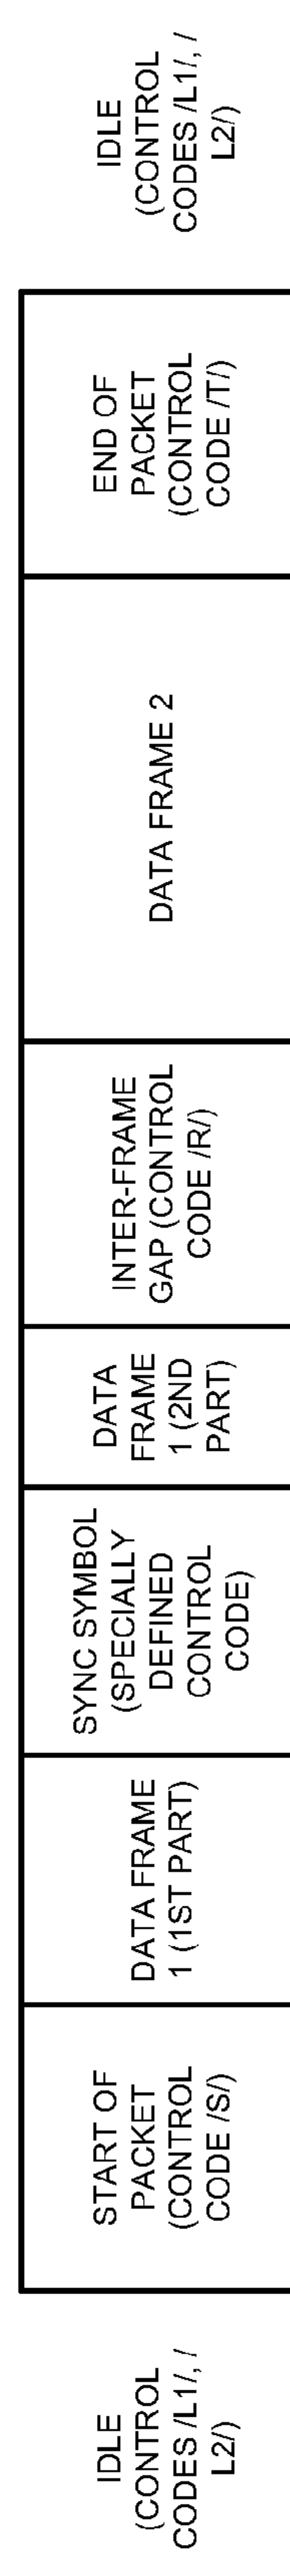 IDLE
(CONTROL
CODES /L1/, /
L2/)
START OF
PACKET
(CONTROL
CODE /S/)
DATA FRAME
1 (1ST PART)
SYNC SYMBOL
(SPECIALLY
DEFINED
CONTROL
CODE)
DATA
FRAME
1 (2ND
PART)
INTER-FRAME
GAP (CONTROL
CODE /R/)
DATA FRAME 2
END OF
PACKET
(CONTROL
CODE /T/)
IDLE
(CONTROL
CODES /L1/, /
L2/)